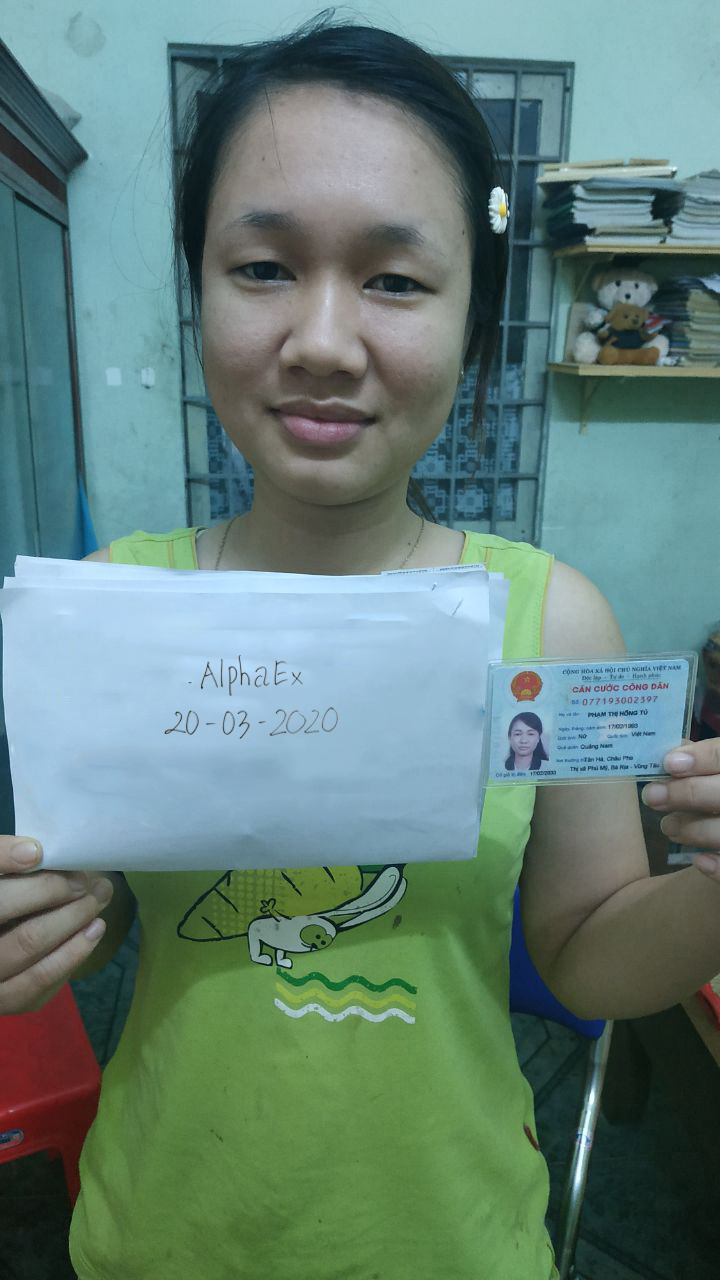 AlphaEx
20-03-2020
CỘNG HÒA XÃ HỘI CHỦ NGHĨA VIỆT NAM
Độc lập - Tự do - Hạnh phúc
CĂN CƯỚC CÔNG DÂN
Số 077193002397
Họ và tên: PHẠM THỊ HỒNG TÚ
Ngày, tháng, năm sinh: 17/02/1993
Giới tính: Nữ Quốc tịch: Việt Nam
Quê quán: Quảng Nam
Nơi thường trú: Tân Hà, Châu Pha
Thị xã Phú Mỹ, Bà Rịa - Vũng Tàu
Có giá trị đến: 17/02/2033